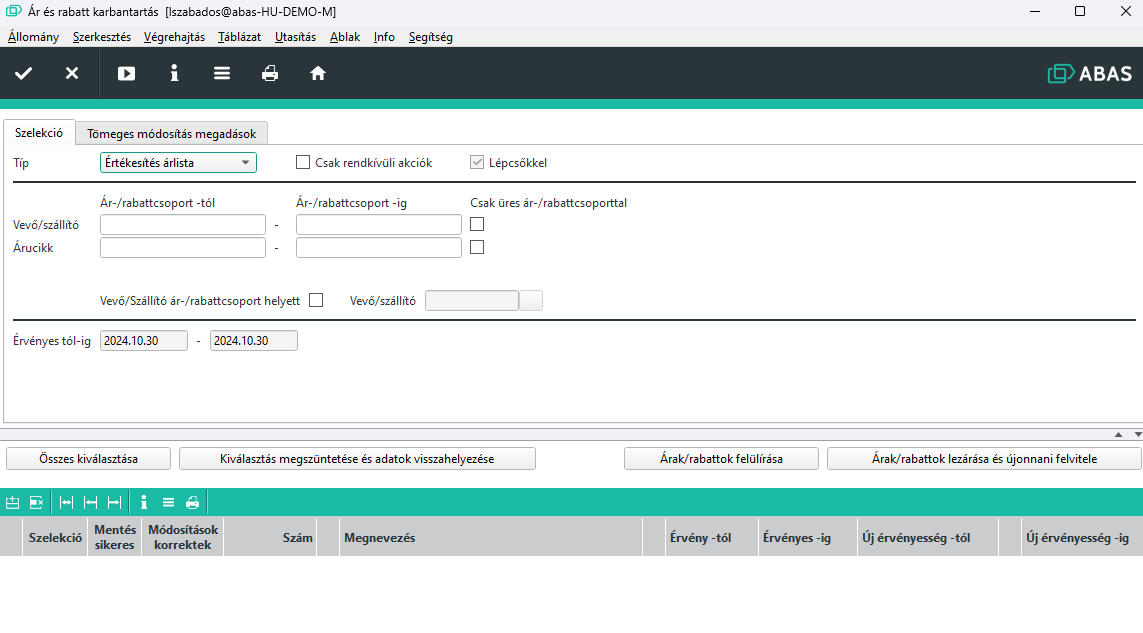 Ár és rabatt karbantartás [lszabados@abas-HU-DEMO-M]
Állomány Szerkesztés Végrehajtás Táblázat Utasítás Ablak Info Segítség
ABAS
Szelekció Tömeges módosítás megadások
Típ Értékesítés árlista Csak rendkívüli akciók Lépcsőkkel
Ár-/rabattcsoport -tól Ár-/rabattcsoport -ig Csak üres ár-/rabattcsoporttal
Vevő/szállító -
Árucikk -
Vevő/Szállító ár-/rabattcsoport helyett Vevő/szállító
Érvényes tól-ig 2024.10.30 - 2024.10.30
Összes kiválasztása Kiválasztás megszüntetése és adatok visszahelyezése Árak/rabattok felülírása Árak/rabattok lezárása és újonnani felvitele
Szelekció Mentés sikeres Módosítások korrektek Szám Megnevezés Érvény -tól Érvényes -ig Új érvényesség -tól Új érvényesség -ig